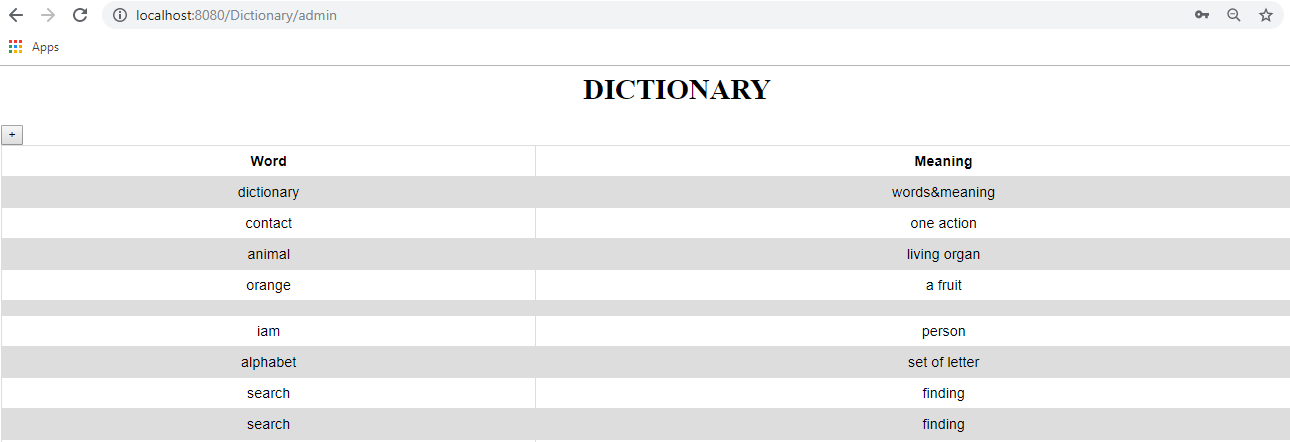 localhost:8080/Dictionary/admin
Apps
DICTIONARY
+
Word Meaning
dictionary words&meaning
contact one action
animal living organ
orange a fruit
iam person
alphabet set of letter
search finding
search finding